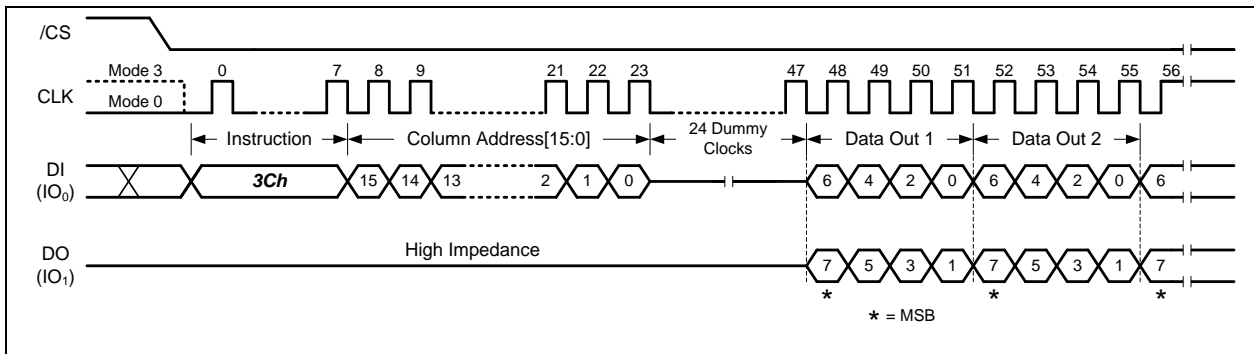 /CS
Mode 3 0 7 8 9 21 22 23 47 48 49 50 51 52 53 54 55 56
CLK
Mode 0
Instruction Column Address[15:0] 24 Dummy Clocks Data Out 1 Data Out 2
DI
(IO₀)
3Ch 15 14 13 2 1 0 6 4 2 0 6 4 2 0 6
High Impedance
DO
(IO₁)
7 5 3 1 7 5 3 1 7
* * *
* = MSB